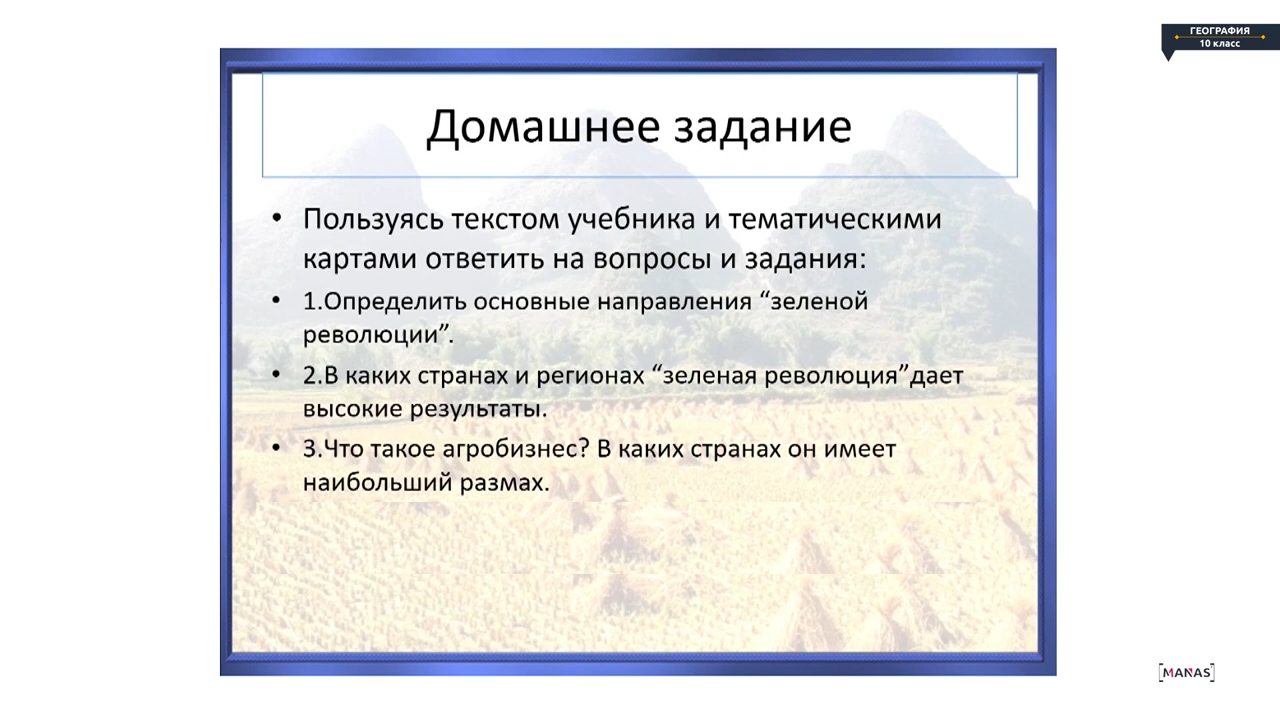 ГЕОГРАФИЯ
10 класс
Домашнее задание
• Пользуясь текстом учебника и тематическими
картами ответить на вопросы и задания:
• 1.Определить основные направления “зеленой
революции”.
• 2.В каких странах и регионах “зеленая революция”дает
высокие результаты.
• 3.Что такое агробизнес? В каких странах он имеет
наибольший размах.
[MANAS]